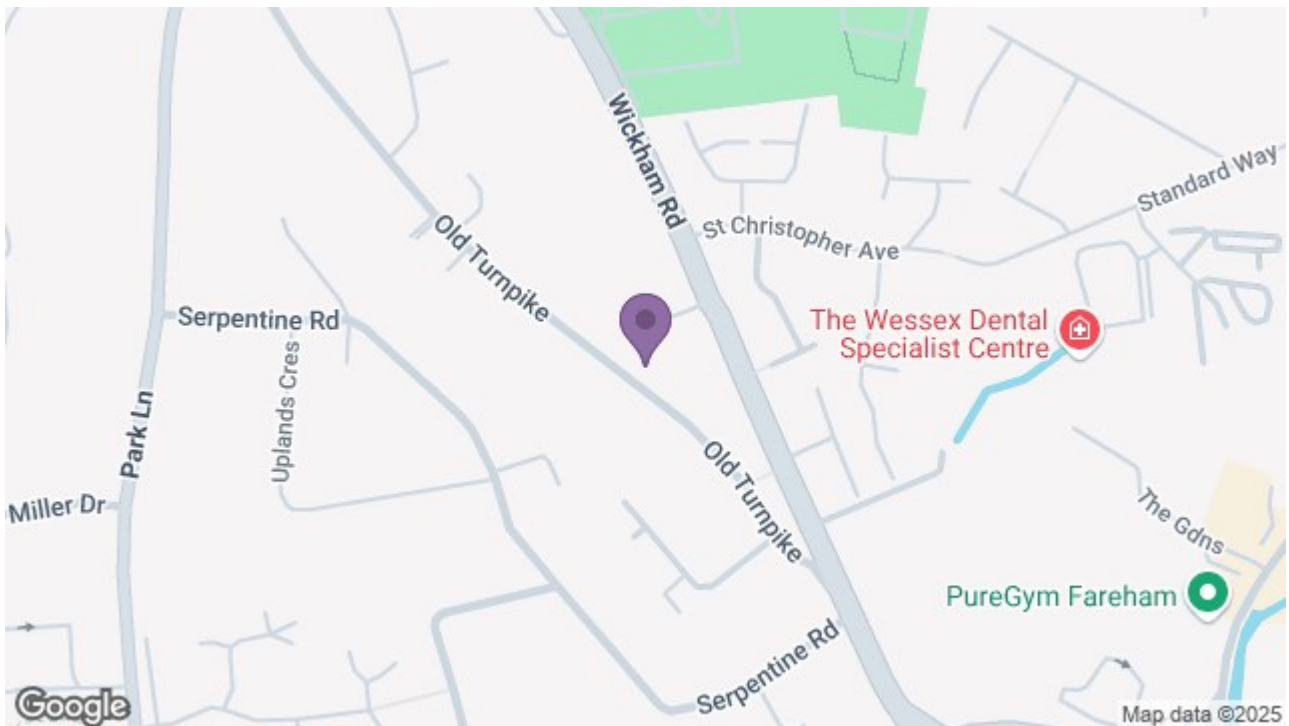 Wickham Rd
Standard Way
St Christopher Ave
Old Turnpike
Serpentine Rd
The Wessex Dental
Specialist Centre
Uplands Cres
Park Ln
Old Turnpike
Miller Dr
The Gdns
PureGym Fareham
Serpentine Rd
Google
Map data ©2025